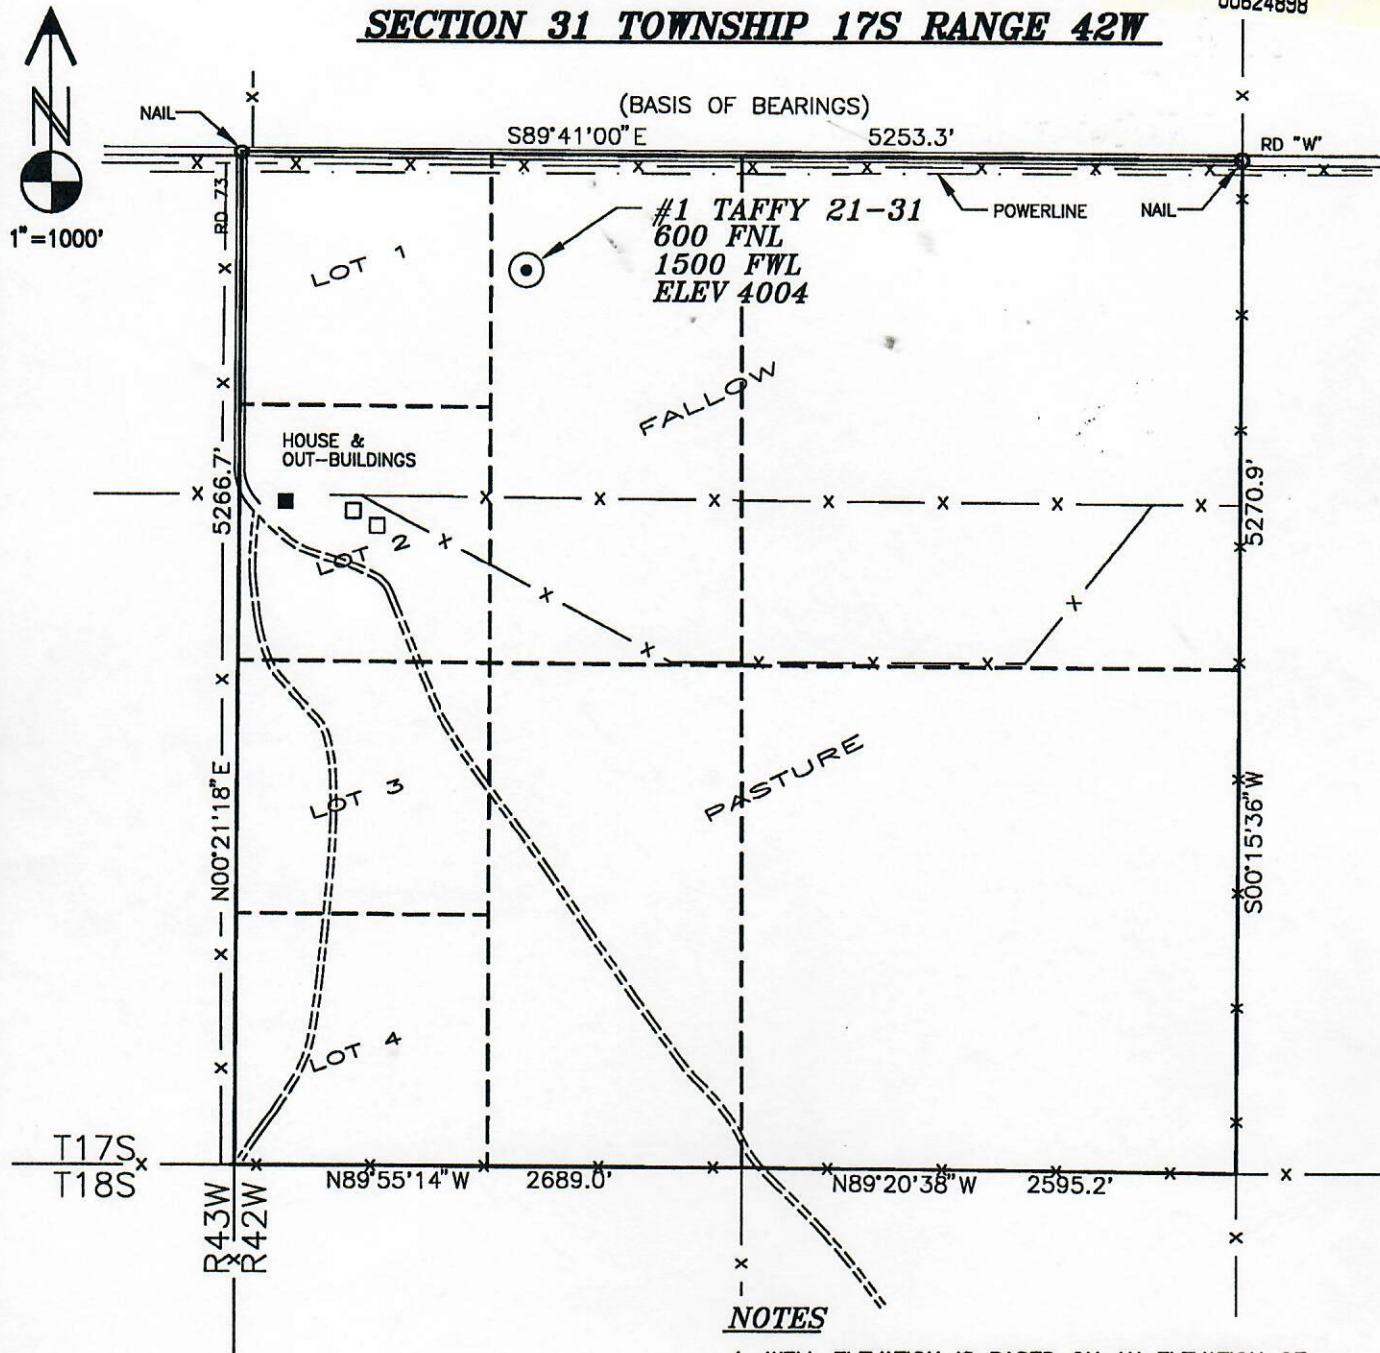 00624898
SECTION 31 TOWNSHIP 17S RANGE 42W
N
1"=1000'
(BASIS OF BEARINGS)
NAIL
S89°41'00"E 5253.3'
RD "W"
RD 73
#1 TAFFY 21-31
600 FNL
1500 FWL
ELEV 4004
POWERLINE
NAIL
LOT 1
FALLOW
HOUSE &
OUT-BUILDINGS
5266.7'
5270.9'
LOT 2
N00°21'18"E
LOT 3
PASTURE
S00°15'36"W
LOT 4
T17S
T18S
N89°55'14"W 2689.0'
N89°20'38"W 2595.2'
R43W
R42W
NOTES